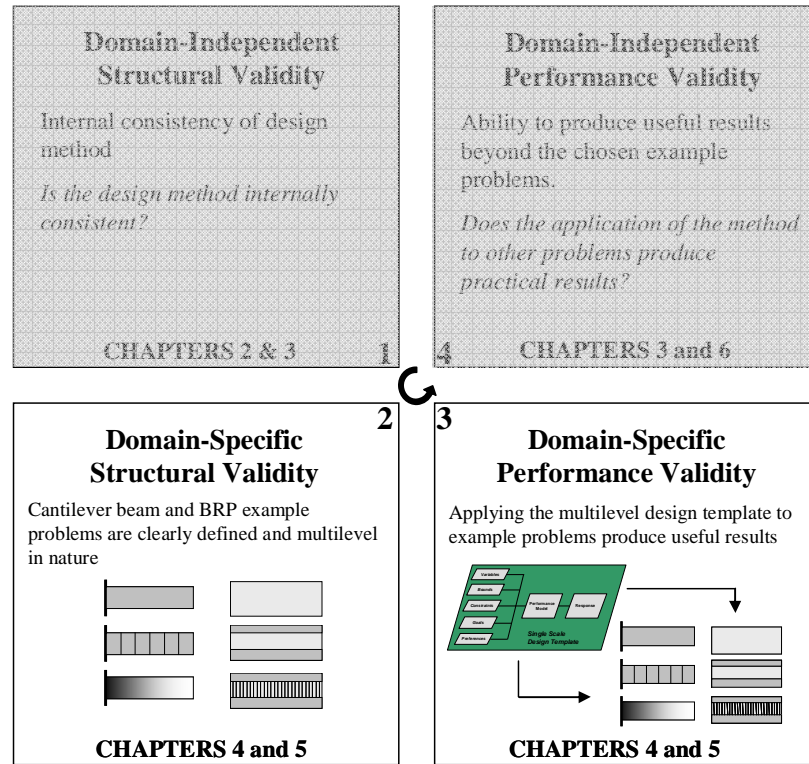 Domain-Independent
Structural Validity
Internal consistency of design
method
Is the design method internally
consistent?
CHAPTERS 2 & 3
1
Domain-Independent
Performance Validity
Ability to produce useful results
beyond the chosen example
problems.
Does the application of the method
to other problems produce
practical results?
4
CHAPTERS 3 and 6
2
Domain-Specific
Structural Validity
Cantilever beam and BRP example
problems are clearly defined and multilevel
in nature
CHAPTERS 4 and 5
3
Domain-Specific
Performance Validity
Applying the multilevel design template to
example problems produce useful results
Variables
Bounds
Constraints
Goals
Preferences
Performance
Model
Response
Single Scale
Design Template
CHAPTERS 4 and 5